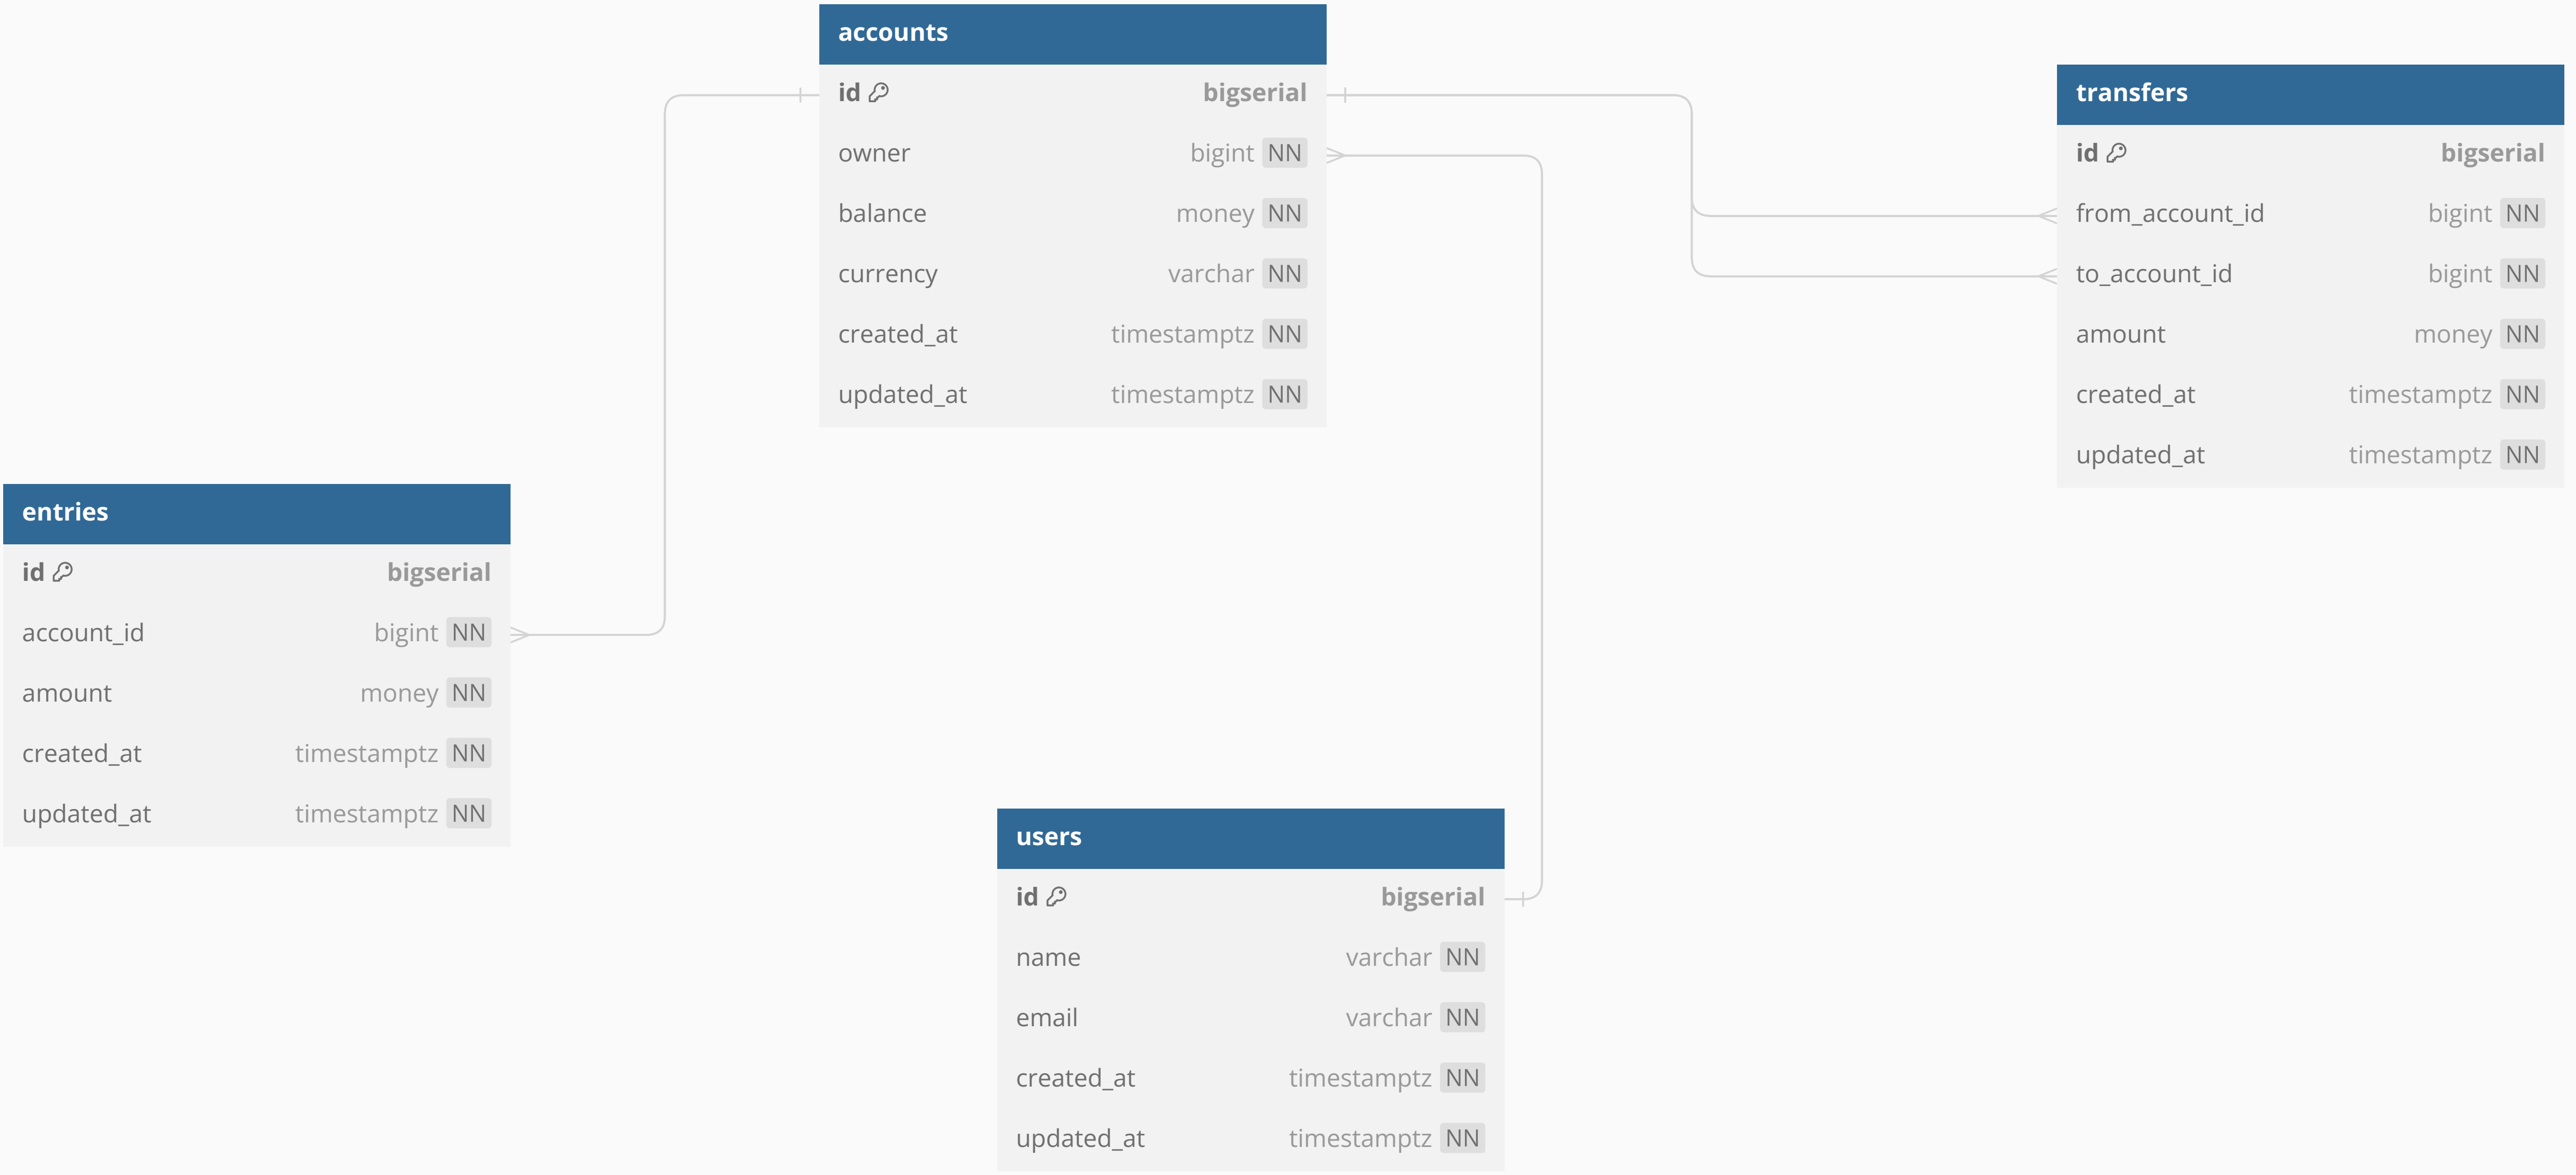 accounts
id bigserial
owner bigint NN
balance money NN
currency varchar NN
created_at timestamptz NN
updated_at timestamptz NN
transfers
id bigserial
from_account_id bigint NN
to_account_id bigint NN
amount money NN
created_at timestamptz NN
updated_at timestamptz NN
entries
id bigserial
account_id bigint NN
amount money NN
created_at timestamptz NN
updated_at timestamptz NN
users
id bigserial
name varchar NN
email varchar NN
created_at timestamptz NN
updated_at timestamptz NN